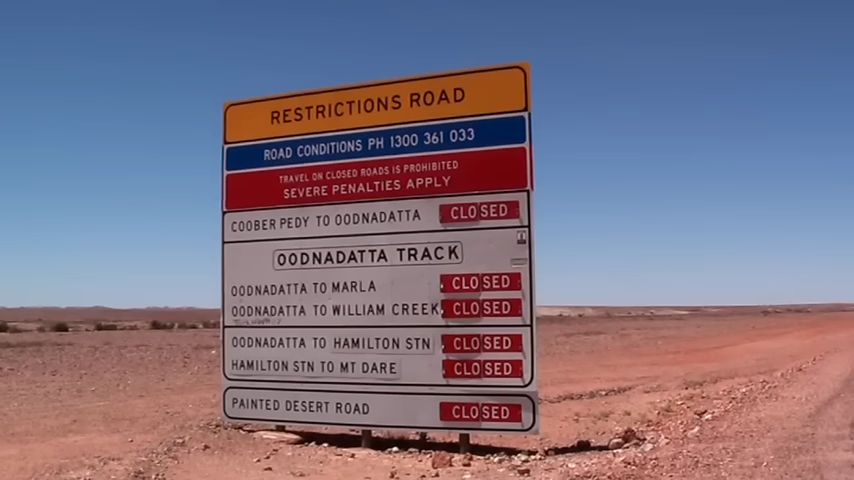 RESTRICTIONS ROAD
ROAD CONDITIONS PH 1300 361 033
TRAVEL ON CLOSED ROADS IS PROHIBITED
SEVERE PENALTIES APPLY
COOBER PEDY TO OODNADATTA CLOSED
OODNADATTA TRACK
OODNADATTA TO MARLA CLOSED
OODNADATTA TO WILLIAM CREEK CLOSED
OODNADATTA TO HAMILTON STN CLOSED
HAMILTON STN TO MT DARE CLOSED
PAINTED DESERT ROAD CLOSED